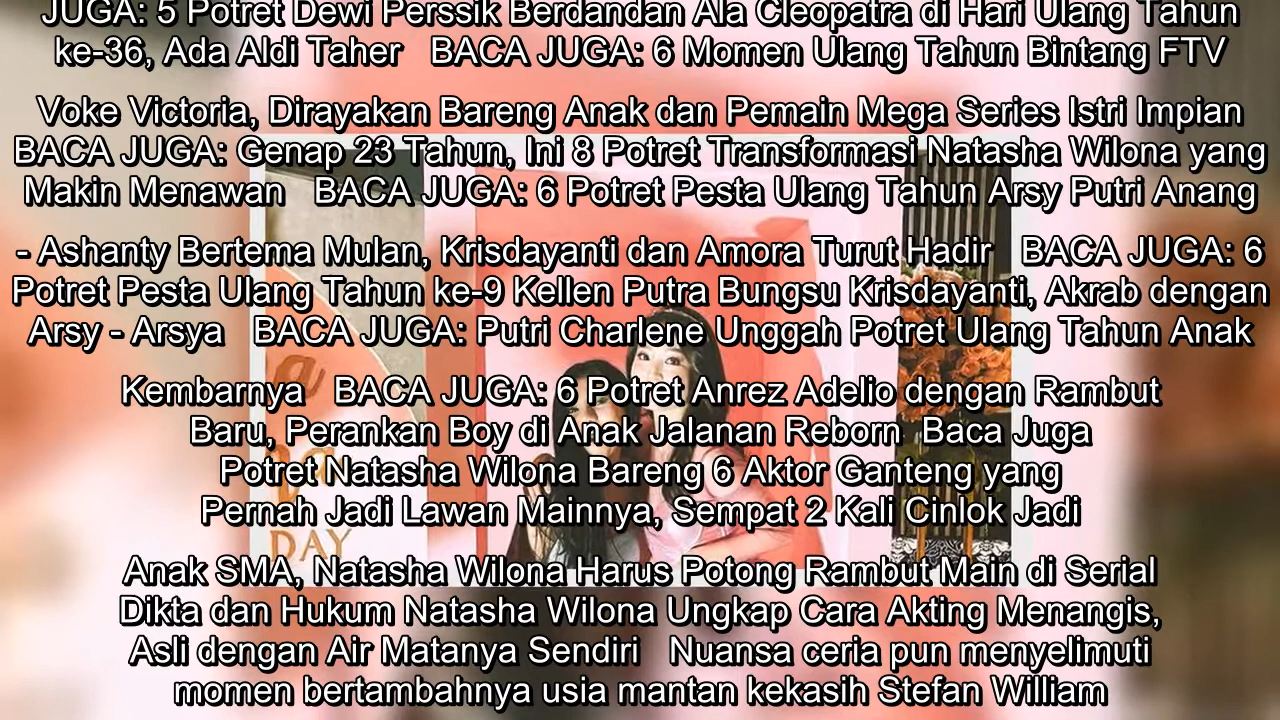 JUGA: 5 Potret Dewi Perssik Berdandan Ala Cleopatra di Hari Ulang Tahun
ke-36, Ada Aldi Taher   BACA JUGA: 6 Momen Ulang Tahun Bintang FTV
Voke Victoria, Dirayakan Bareng Anak dan Pemain Mega Series Istri Impian
BACA JUGA: Genap 23 Tahun, Ini 8 Potret Transformasi Natasha Wilona yang
Makin Menawan   BACA JUGA: 6 Potret Pesta Ulang Tahun Arsy Putri Anang
- Ashanty Bertema Mulan, Krisdayanti dan Amora Turut Hadir   BACA JUGA: 6
Potret Pesta Ulang Tahun ke-9 Kellen Putra Bungsu Krisdayanti, Akrab dengan
Arsy - Arsya   BACA JUGA: Putri Charlene Unggah Potret Ulang Tahun Anak
Kembarnya   BACA JUGA: 6 Potret Anrez Adelio dengan Rambut
Baru, Perankan Boy di Anak Jalanan Reborn  Baca Juga
Potret Natasha Wilona Bareng 6 Aktor Ganteng yang
Pernah Jadi Lawan Mainnya, Sempat 2 Kali Cinlok Jadi
DAY
Anak SMA, Natasha Wilona Harus Potong Rambut Main di Serial
Dikta dan Hukum Natasha Wilona Ungkap Cara Akting Menangis,
Asli dengan Air Matanya Sendiri   Nuansa ceria pun menyelimuti
momen bertambahnya usia mantan kekasih Stefan William